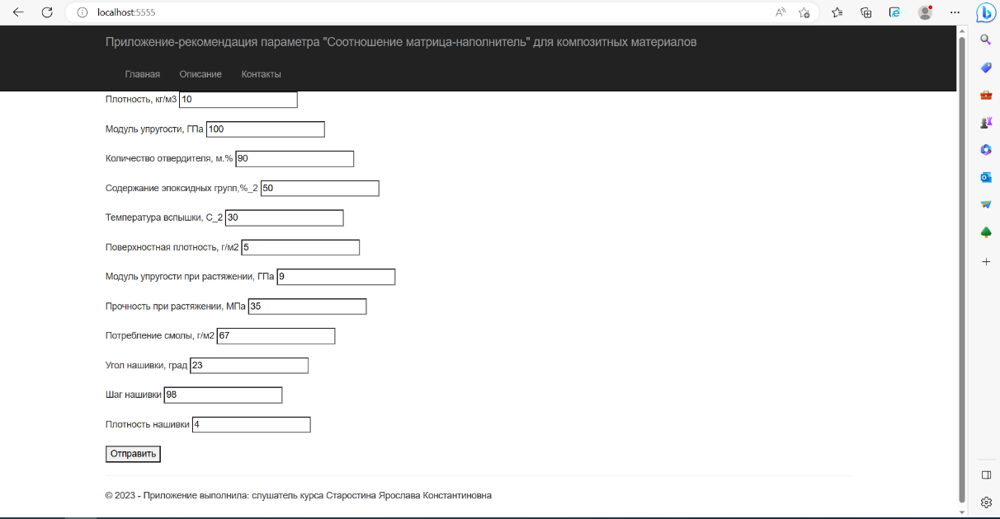 localhost:5555
Приложение-рекомендация параметра "Соотношение матрица-наполнитель" для композитных материалов
Главная Описание Контакты
Плотность, кг/м3 10
Модуль упругости, ГПа 100
Количество отвердителя, м.% 90
Содержание эпоксидных групп,%_2 50
Температура вспышки, С_2 30
Поверхностная плотность, г/м2 5
Модуль упругости при растяжении, ГПа 9
Прочность при растяжении, МПа 35
Потребление смолы, г/м2 67
Угол нашивки, град 23
Шаг нашивки 98
Плотность нашивки 4
Отправить
© 2023 - Приложение выполнила: слушатель курса Старостина Ярослава Константиновна